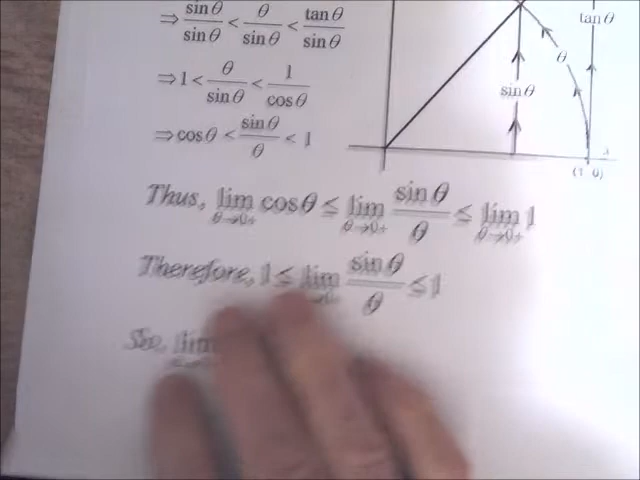 ⇒ sinθ/sinθ < θ/sinθ < tanθ/sinθ
⇒ 1 < θ/sinθ < 1/cosθ
⇒ cosθ < sinθ/θ < 1
tanθ
θ
sinθ
(1, 0)
Thus, lim θ→0+ cosθ ≤ lim θ→0+ sinθ/θ ≤ lim θ→0+ 1
Therefore, 1 ≤ lim sinθ/θ ≤ 1
So, lim